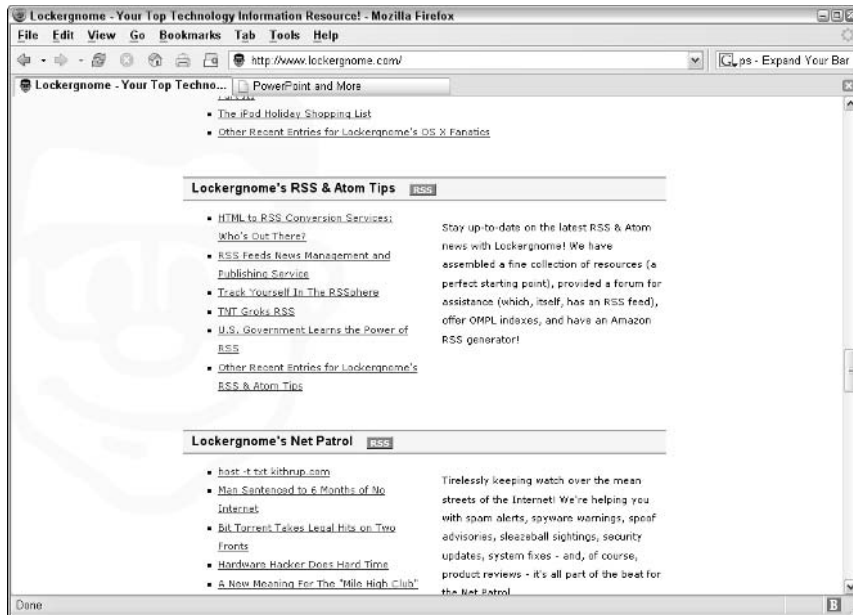 Lockergnome - Your Top Technology Information Resource! - Mozilla Firefox
File Edit View Go Bookmarks Tab Tools Help
http://www.lockergnome.com/
ps - Expand Your Bar
Lockergnome - Your Top Techno...
PowerPoint and More
The iPod Holiday Shopping List
Other Recent Entries for Lockergnome's OS X Fanatics
Lockergnome's RSS & Atom Tips RSS
HTML to RSS Conversion Services:
Who's Out There?
RSS Feeds News Management and
Publishing Service
Track Yourself In The RSSphere
TNT Groks RSS
U.S. Government Learns the Power of
RSS
Other Recent Entries for Lockergnome's
RSS & Atom Tips
Stay up-to-date on the latest RSS & Atom
news with Lockergnome! We have
assembled a fine collection of resources (a
perfect starting point), provided a forum for
assistance (which, itself, has an RSS feed),
offer OMPL indexes, and have an Amazon
RSS generator!
Lockergnome's Net Patrol RSS
host -t txt kithrup.com
Man Sentenced to 6 Months of No
Internet
Bit Torrent Takes Legal Hits on Two
Fronts
Hardware Hacker Does Hard Time
A New Meaning For The "Mile High Club"
Tirelessly keeping watch over the mean
streets of the Internet! We're helping you
with spam alerts, spyware warnings, spoof
advisories, sleazeball sightings, security
updates, system fixes - and, of course,
product reviews - it's all part of the beat for
the Net Patrol
Done